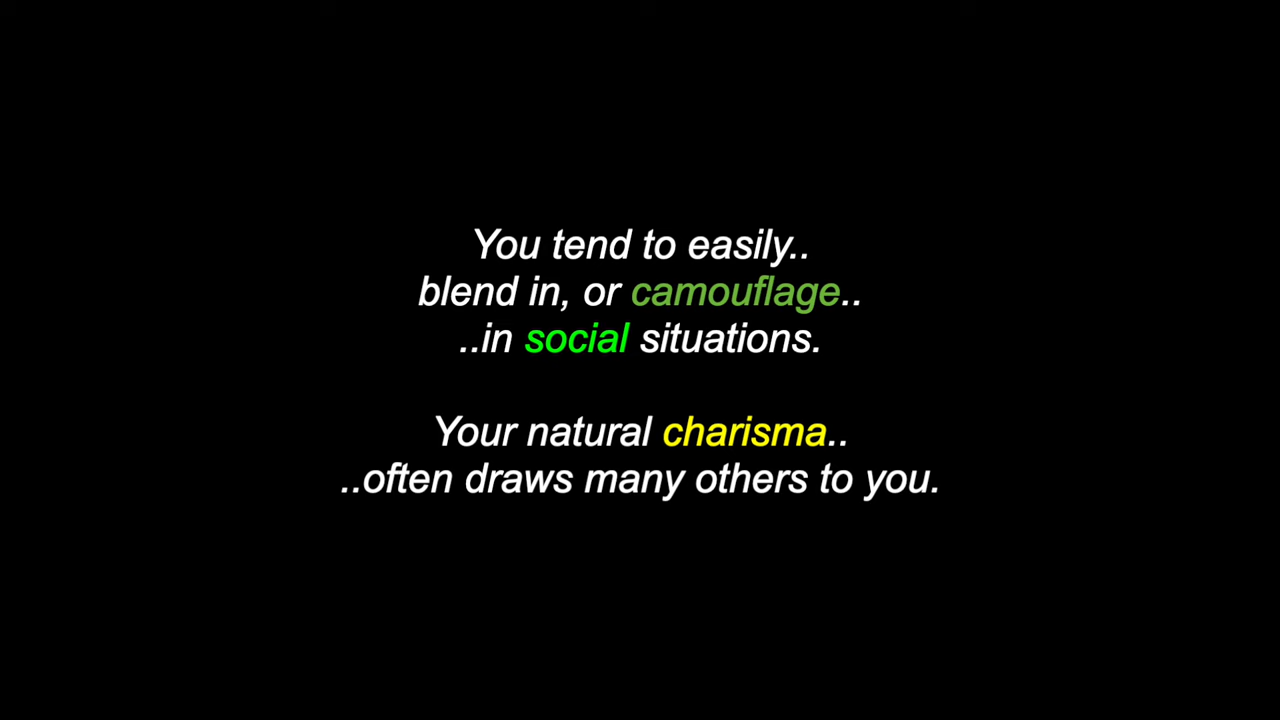 You tend to easily..
blend in, or camouflage..
..in social situations.
Your natural charisma..
..often draws many others to you.